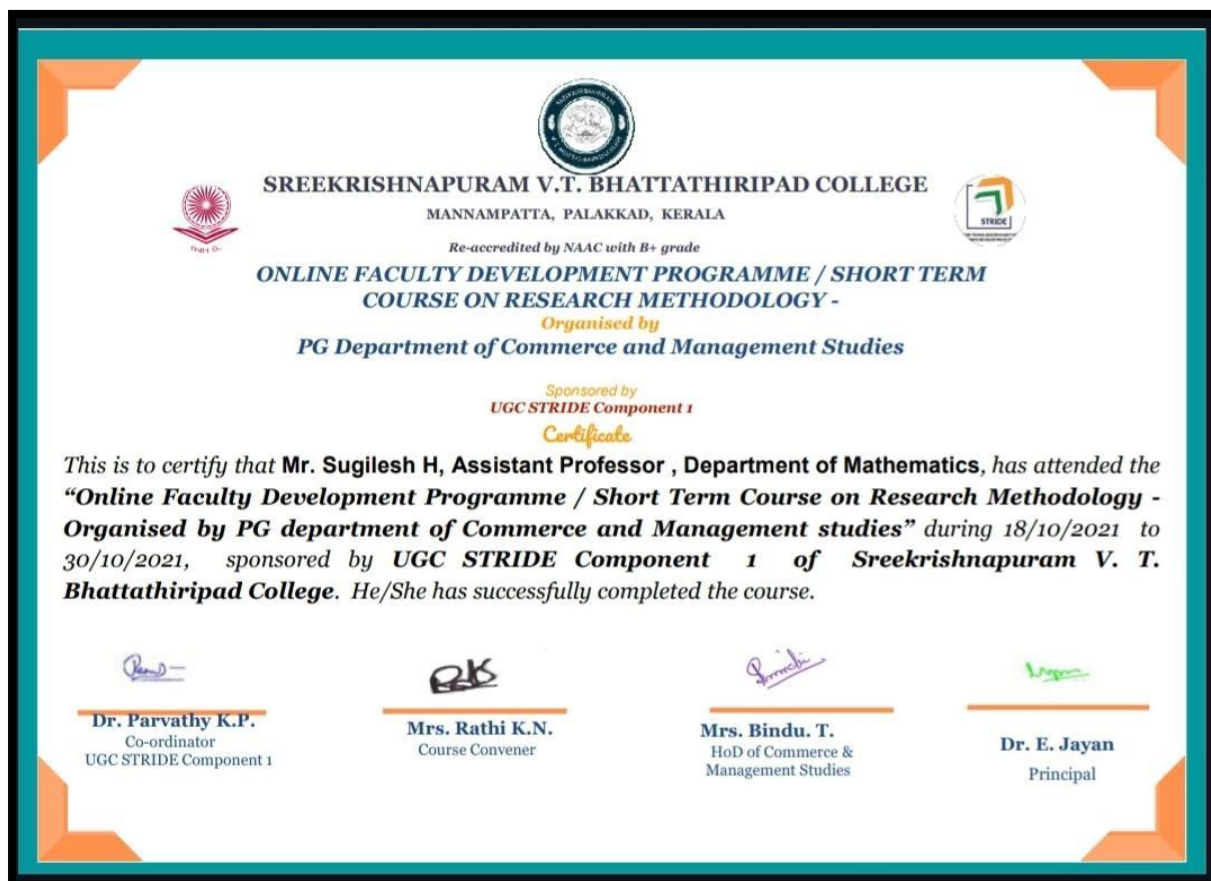 SREEKRISHNAPURAM V.T. BHATTATHIRIPAD COLLEGE
MANNAMPATTA, PALAKKAD, KERALA
STRIDE
Re-accredited by NAAC with B+ grade
ONLINE FACULTY DEVELOPMENT PROGRAMME / SHORT TERM
COURSE ON RESEARCH METHODOLOGY -
Organised by
PG Department of Commerce and Management Studies
Sponsored by
UGC STRIDE Component 1
Certificate
This is to certify that Mr. Sugilesh H, Assistant Professor , Department of Mathematics, has attended the
“Online Faculty Development Programme / Short Term Course on Research Methodology -
Organised by PG department of Commerce and Management studies” during 18/10/2021 to
30/10/2021, sponsored by UGC STRIDE Component 1 of Sreekrishnapuram V. T.
Bhattathiripad College. He/She has successfully completed the course.
Dr. Parvathy K.P.
Co-ordinator
UGC STRIDE Component 1
Mrs. Rathi K.N.
Course Convener
Mrs. Bindu. T.
HoD of Commerce &
Management Studies
Dr. E. Jayan
Principal